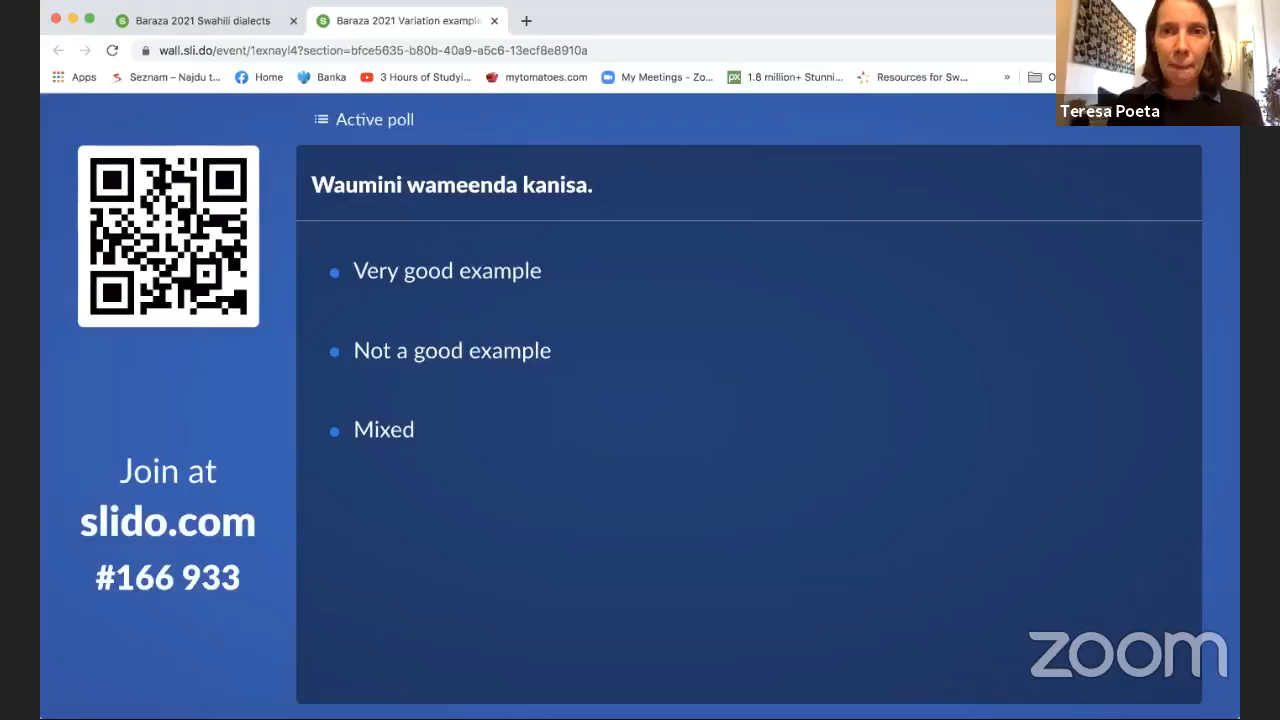 Baraza 2021 Swahili dialects
Baraza 2021 Variation example
wall.sli.do/event/1exnayl4?section=bfce5635-b80b-40a9-a5c6-13ecf8e8910a
Apps
Seznam – Najdu t...
Home
Banka
3 Hours of Studyi...
mytomatoes.com
My Meetings - Zo...
1.8 million+ Stunni...
Resources for Sw...
»
O
Teresa Poeta
Active poll
Waumini wameenda kanisa.
Very good example
Not a good example
Mixed
Join at
slido.com
#166 933
zoom